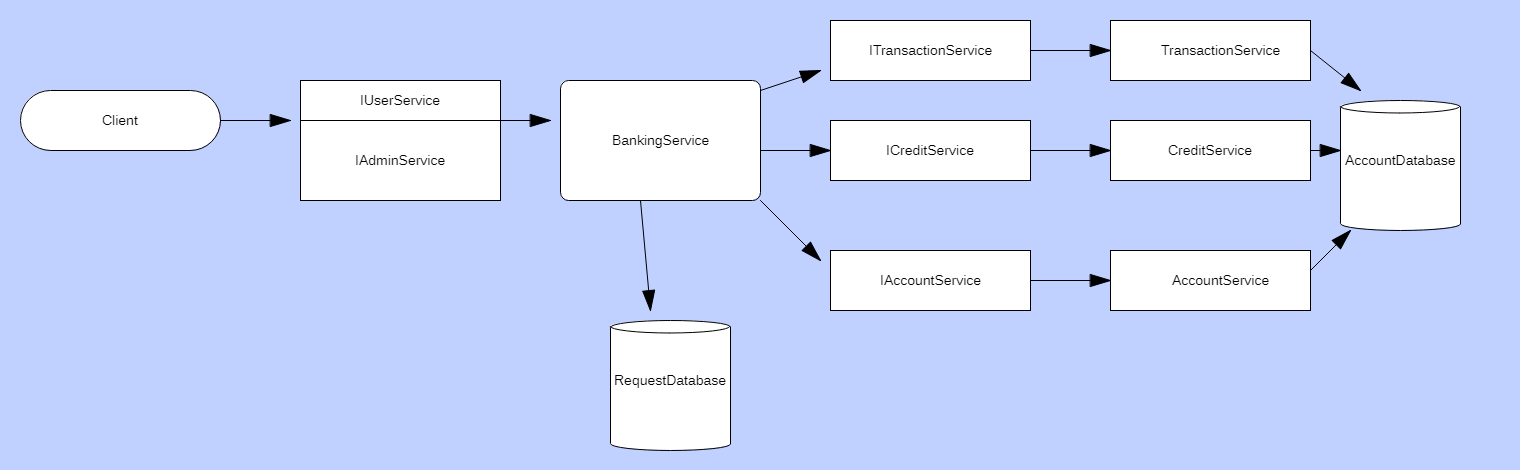 Client
IUserService
IAdminService
BankingService
RequestDatabase
ITransactionService
TransactionService
ICreditService
CreditService
IAccountService
AccountService
AccountDatabase